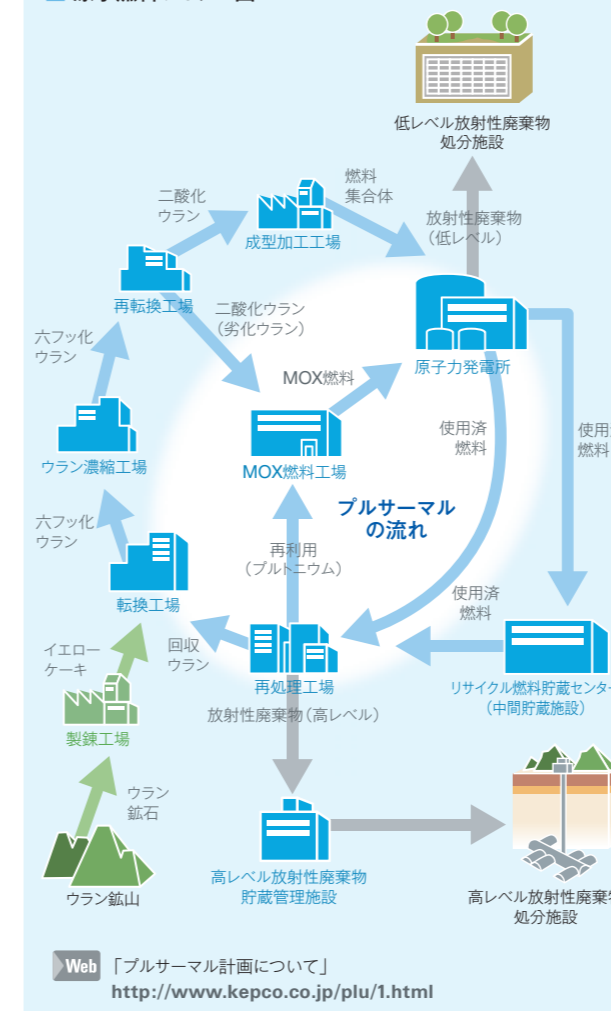 低レベル放射性廃棄物
処分施設
燃料
集合体
二酸化
ウラン
成型加工工場
放射性廃棄物
（低レベル）
再転換工場
二酸化ウラン
（劣化ウラン）
六フッ化
ウラン
MOX燃料
原子力発電所
使用済
燃料
使用
燃料
ウラン濃縮工場
MOX燃料工場
プルサーマル
の流れ
六フッ化
ウラン
再利用
（プルトニウム）
転換工場
使用済
燃料
イエロー
ケーキ
回収
ウラン
再処理工場
リサイクル燃料貯蔵センター
（中間貯蔵施設）
放射性廃棄物（高レベル）
製錬工場
ウラン
鉱石
ウラン鉱山
高レベル放射性廃棄物
貯蔵管理施設
高レベル放射性廃棄
処分施設
Web 「プルサーマル計画について」
http://www.kepco.co.jp/plu/1.html